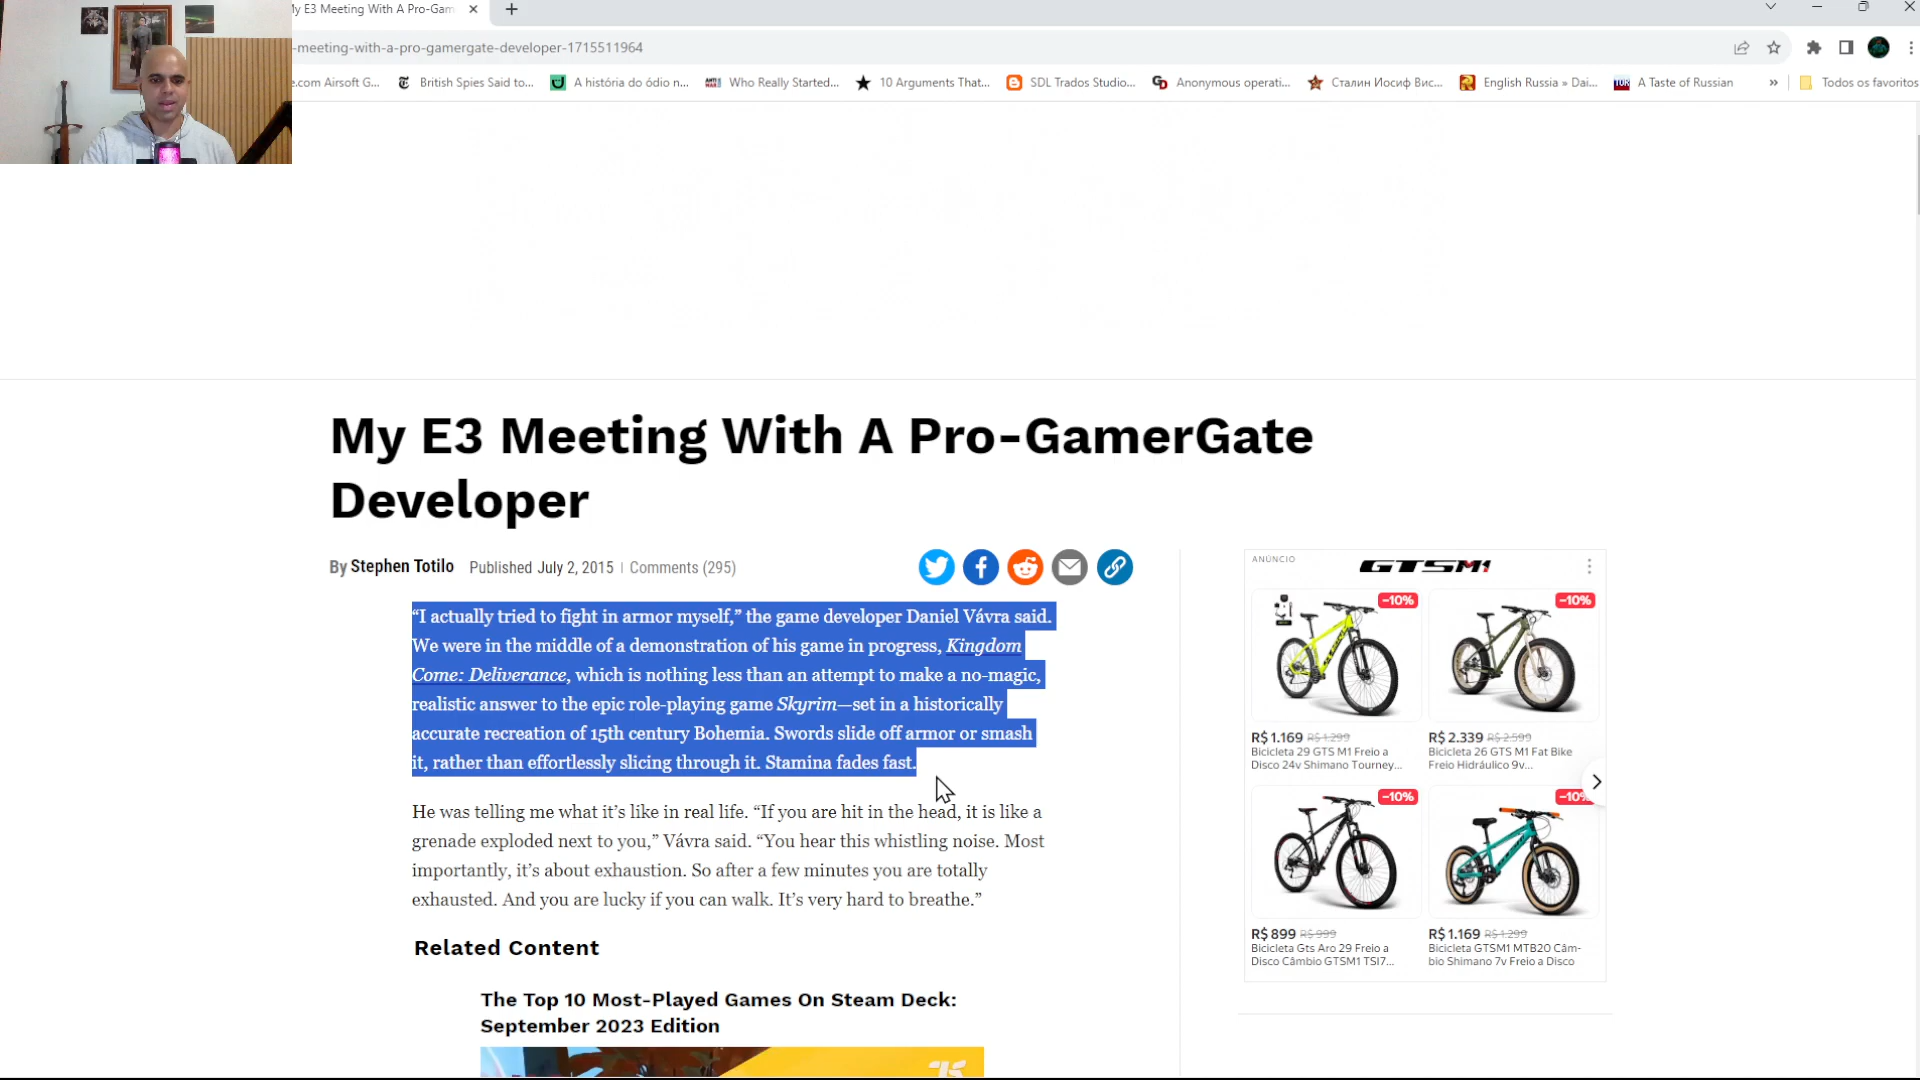 ly E3 Meeting With A Pro-Gam
-meeting-with-a-pro-gamergate-developer-1715511964
e.com Airsoft G...
British Spies Said to...
A história do ódio n...
Who Really Started...
10 Arguments That...
SDL Trados Studio...
Anonymous operati...
Сталин Иосиф Вис...
English Russia » Dai...
A Taste of Russian
»
Todos os favoritos
My E3 Meeting With A Pro-GamerGate
Developer
By Stephen Totilo Published July 2, 2015 | Comments (295)
“I actually tried to fight in armor myself,” the game developer Daniel Vávra said.
We were in the middle of a demonstration of his game in progress, Kingdom
Come: Deliverance, which is nothing less than an attempt to make a no-magic,
realistic answer to the epic role-playing game Skyrim—set in a historically
accurate recreation of 15th century Bohemia. Swords slide off armor or smash
it, rather than effortlessly slicing through it. Stamina fades fast.
He was telling me what it’s like in real life. “If you are hit in the head, it is like a
grenade exploded next to you,” Vávra said. “You hear this whistling noise. Most
importantly, it’s about exhaustion. So after a few minutes you are totally
exhausted. And you are lucky if you can walk. It’s very hard to breathe.”
Related Content
The Top 10 Most-Played Games On Steam Deck:
September 2023 Edition
ANÚNCIO
GTSM1
-10%
-10%
R$ 1.169 R$ 1.299
Bicicleta 29 GTS M1 Freio a
Disco 24v Shimano Tourney...
R$ 2.339 R$ 2.599
Bicicleta 26 GTS M1 Fat Bike
Freio Hidráulico 9v...
-10%
-10%
R$ 899 R$ 999
Bicicleta Gts Aro 29 Freio a
Disco Câmbio GTSM1 TSI7...
R$ 1.169 R$ 1.299
Bicicleta GTSM1 MTB20 Câm-
bio Shimano 7v Freio a Disco